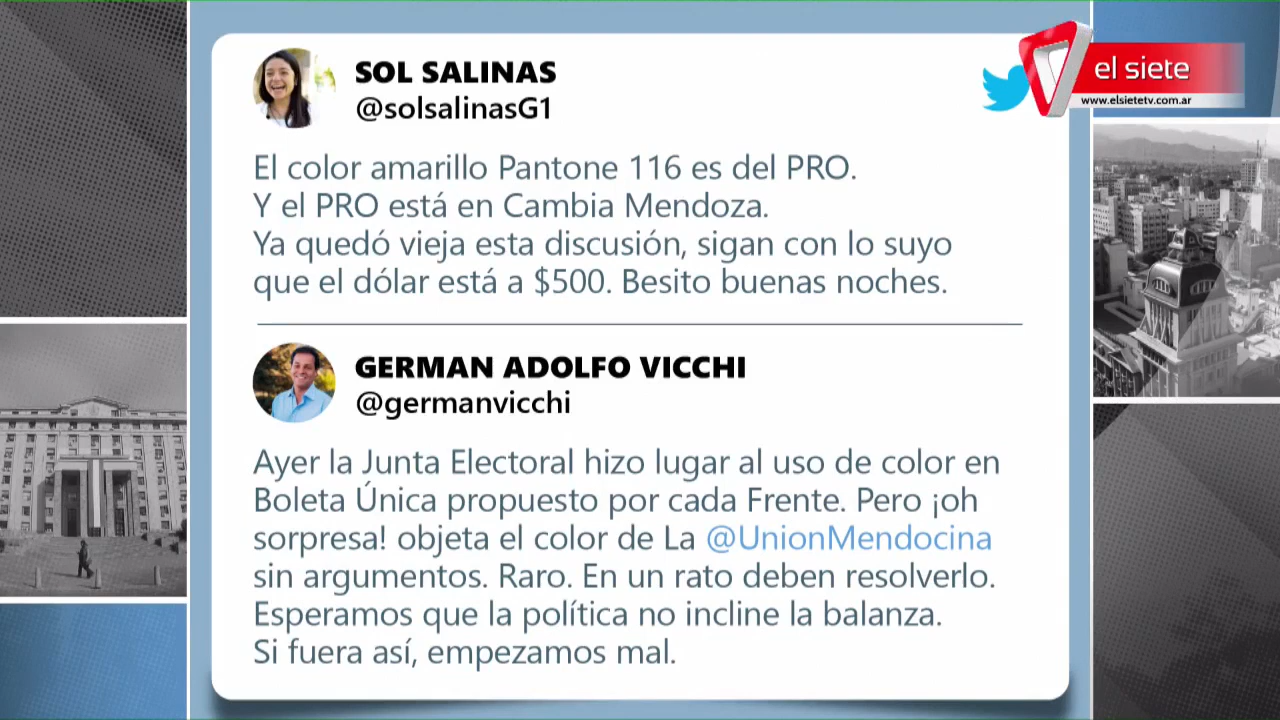 SOL SALINAS
@solsalinasG1
el siete
www.elsietetv.com.ar
El color amarillo Pantone 116 es del PRO.
Y el PRO está en Cambia Mendoza.
Ya quedó vieja esta discusión, sigan con lo suyo
que el dólar está a $500. Besito buenas noches.
GERMAN ADOLFO VICCHI
@germanvicchi
Ayer la Junta Electoral hizo lugar al uso de color en
Boleta Única propuesto por cada Frente. Pero ¡oh
sorpresa! objeta el color de La @UnionMendocina
sin argumentos. Raro. En un rato deben resolverlo.
Esperamos que la política no incline la balanza.
Si fuera así, empezamos mal.